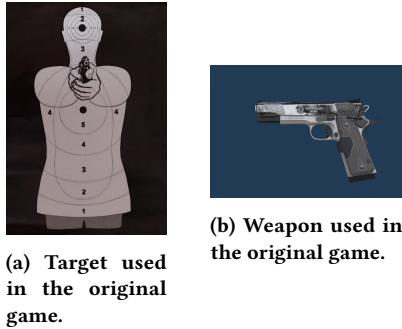 1
2
3
4 4
5
4
3
2
1
(a) Target used
in the original
game.
(b) Weapon used in
the original game.